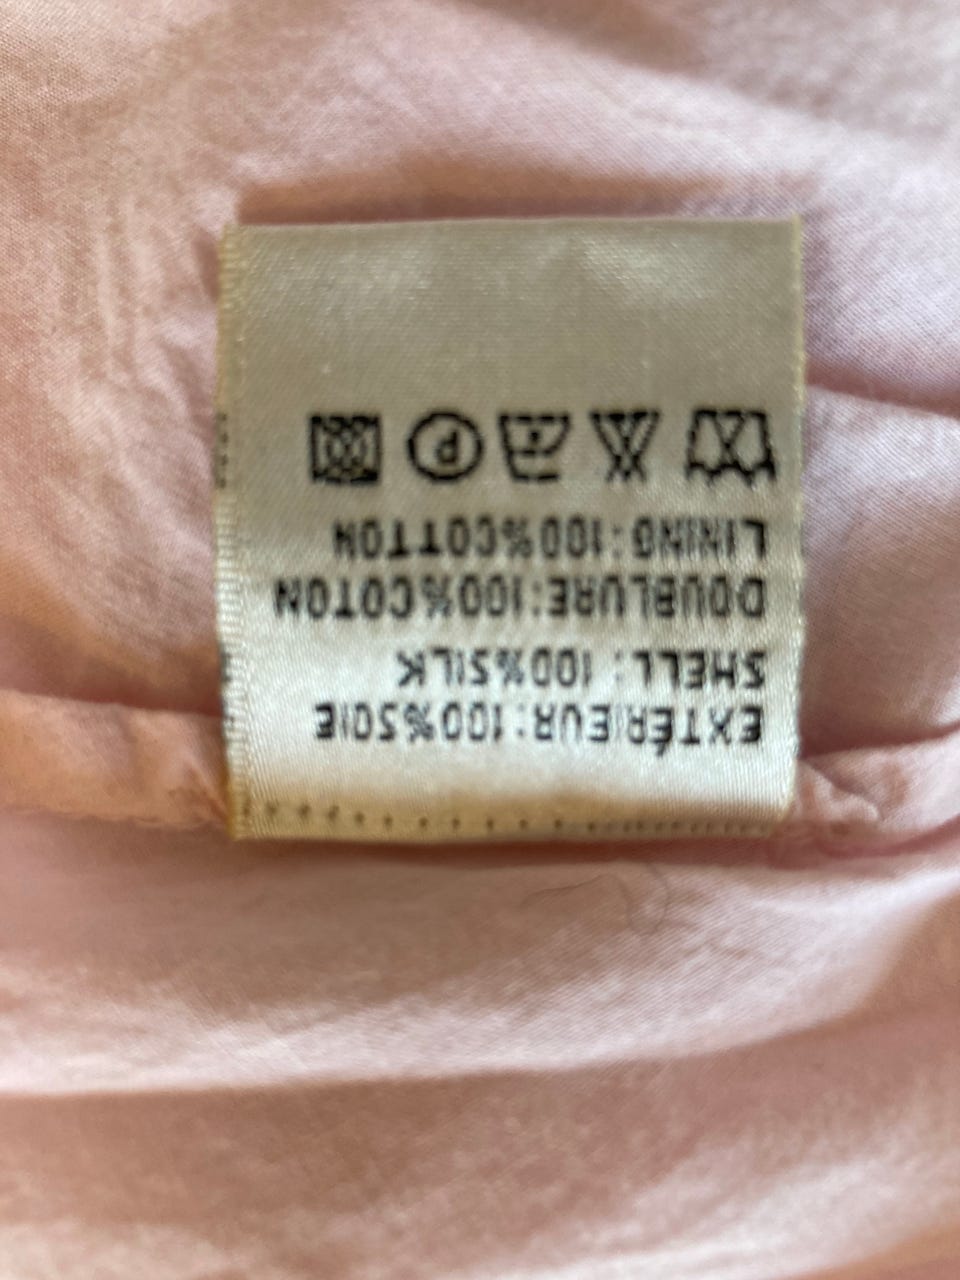 EXTÉRIEUR:100%SOIE
SHELL: 100%SILK
DOUBLURE:100%COTON
LINING:100%COTTON
P